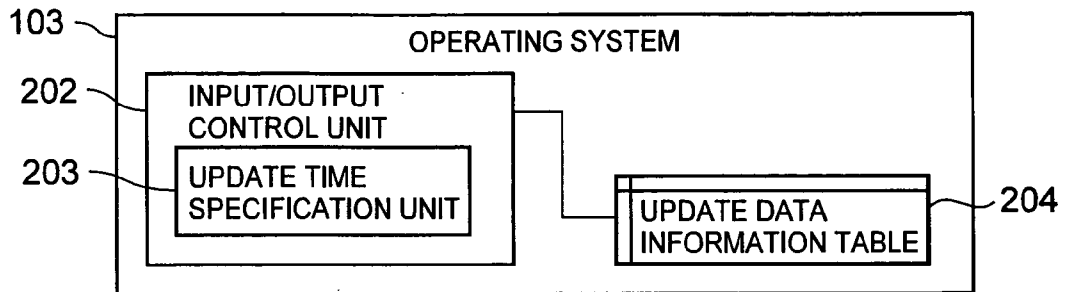 103
OPERATING SYSTEM
202
INPUT/OUTPUT
CONTROL UNIT
203
UPDATE TIME
SPECIFICATION UNIT
UPDATE DATA
INFORMATION TABLE
204